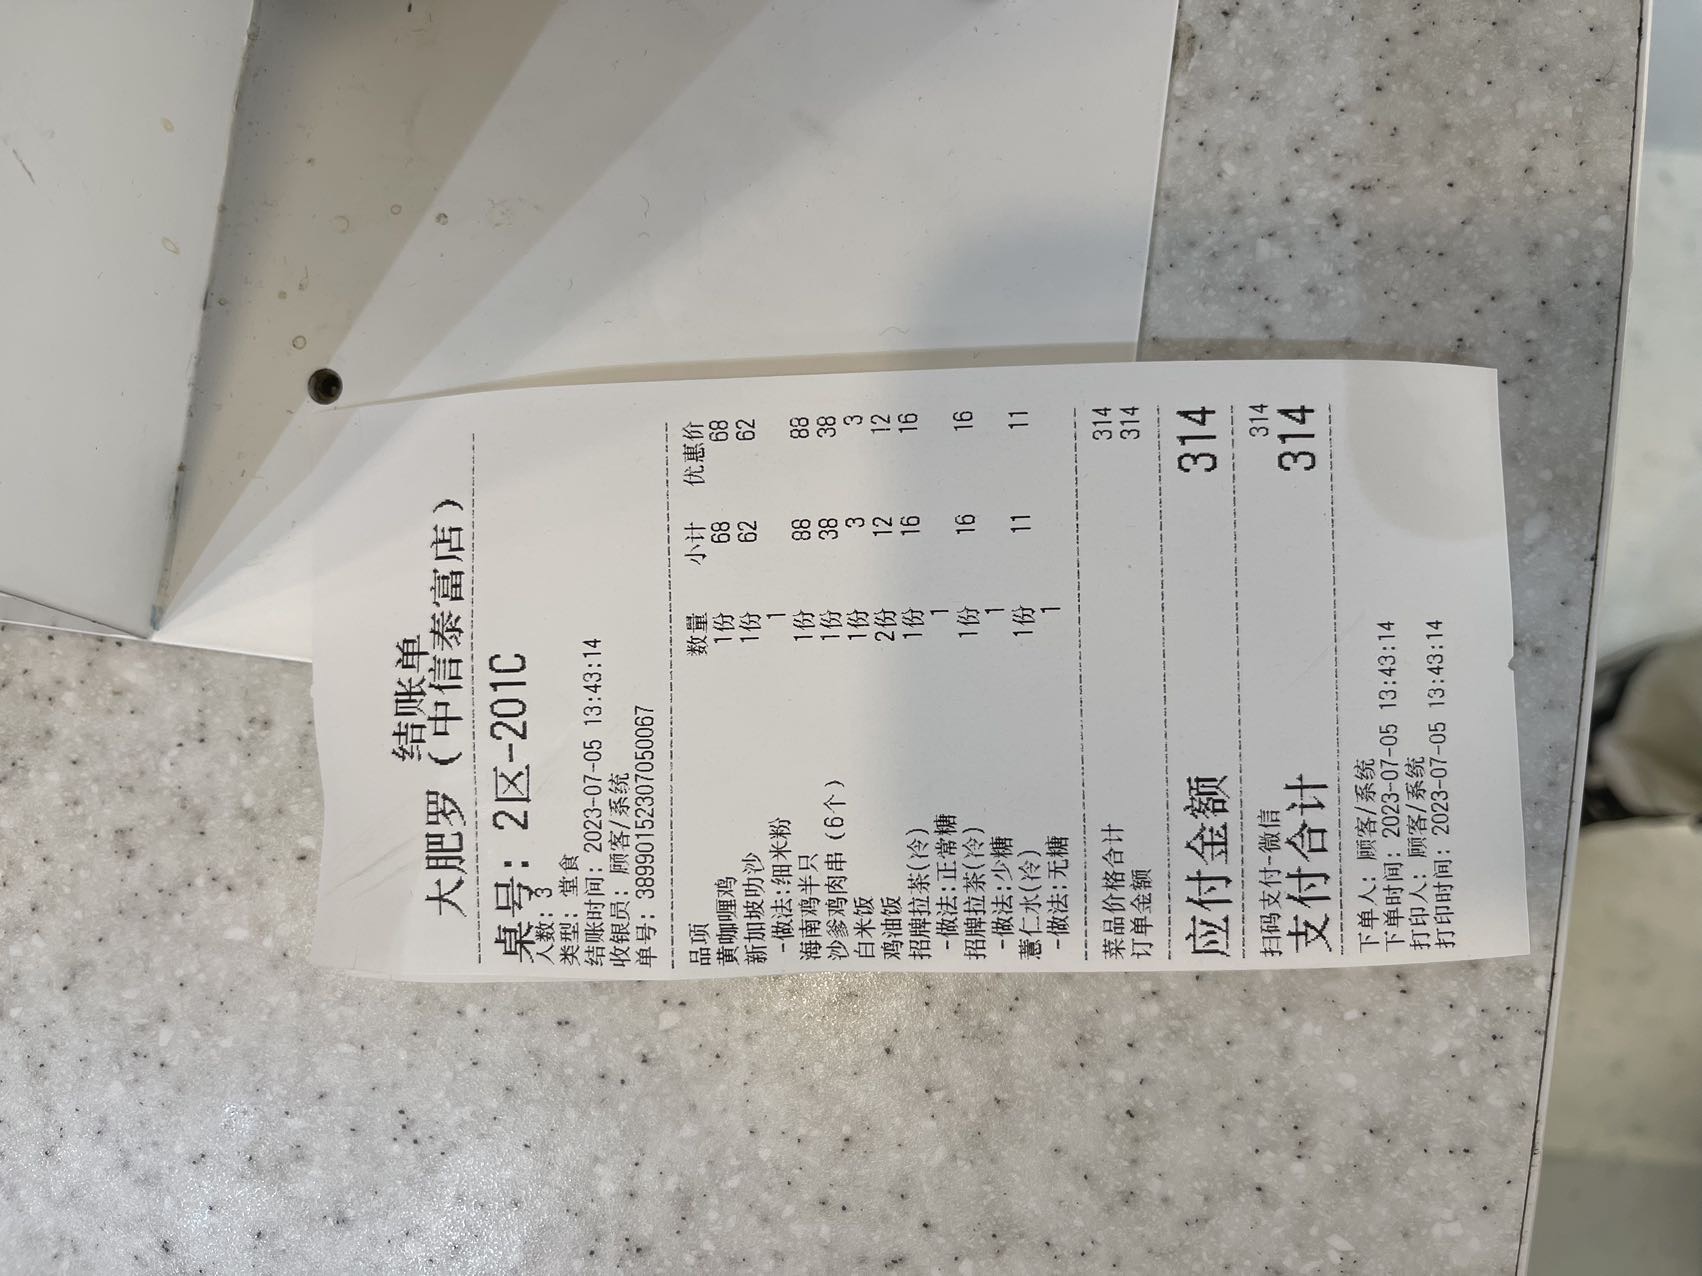 结账单
大肥罗（中信泰富店）
桌号：2区-201C
人数：3
类型：堂食
结账时间：2023-07-05 13:43:14
收银员：顾客/系统
单号：3899015230705006​7
品项 数量 小计 优惠价
黄咖喱鸡 1份 68 68
新加坡叻沙 1份 62 62
-做法:细米粉 1
海南鸡半只 1份 88 88
沙爹鸡肉串（6个） 1份 38 38
白米饭 1份 3 3
鸡油饭 2份 12 12
招牌拉茶(冷) 1份 16 16
-做法:正常糖 1
招牌拉茶(冷) 1份 16 16
-做法:少糖 1
薏仁水(冷) 1份 11 11
-做法:无糖 1
菜品价格合计 314
订单金额 314
应付金额 314
扫码支付-微信 314
支付合计 314
下单人：顾客/系统
下单时间：2023-07-05 13:43:14
打印人：顾客/系统
打印时间：2023-07-05 13:43:14